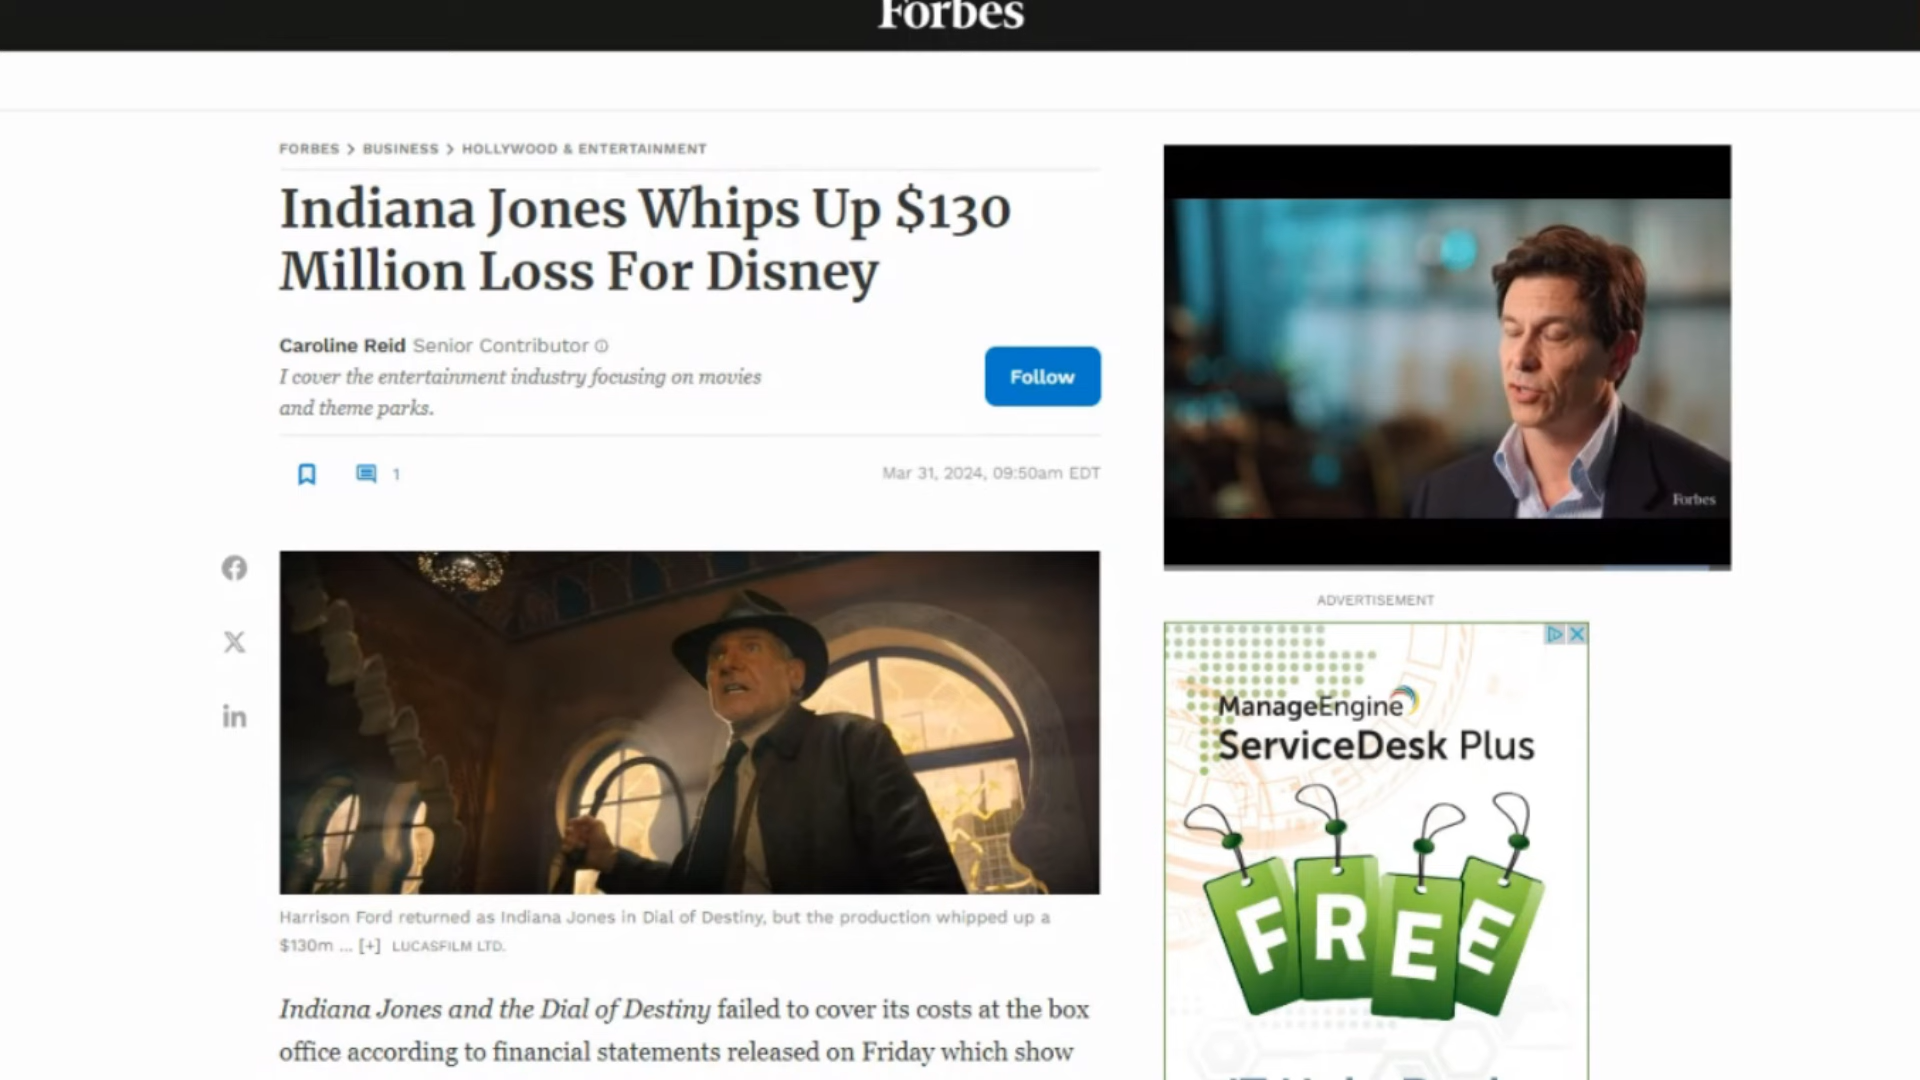 Forbes
FORBES > BUSINESS > HOLLYWOOD & ENTERTAINMENT
Indiana Jones Whips Up $130
Million Loss For Disney
Caroline Reid Senior Contributor
I cover the entertainment industry focusing on movies
and theme parks.
Follow
1
Mar 31, 2024, 09:50am EDT
Harrison Ford returned as Indiana Jones in Dial of Destiny, but the production whipped up a
$130m ... [+] LUCASFILM LTD.
Indiana Jones and the Dial of Destiny failed to cover its costs at the box
office according to financial statements released on Friday which show
Forbes
ADVERTISEMENT
ManageEngine
ServiceDesk Plus
FREE